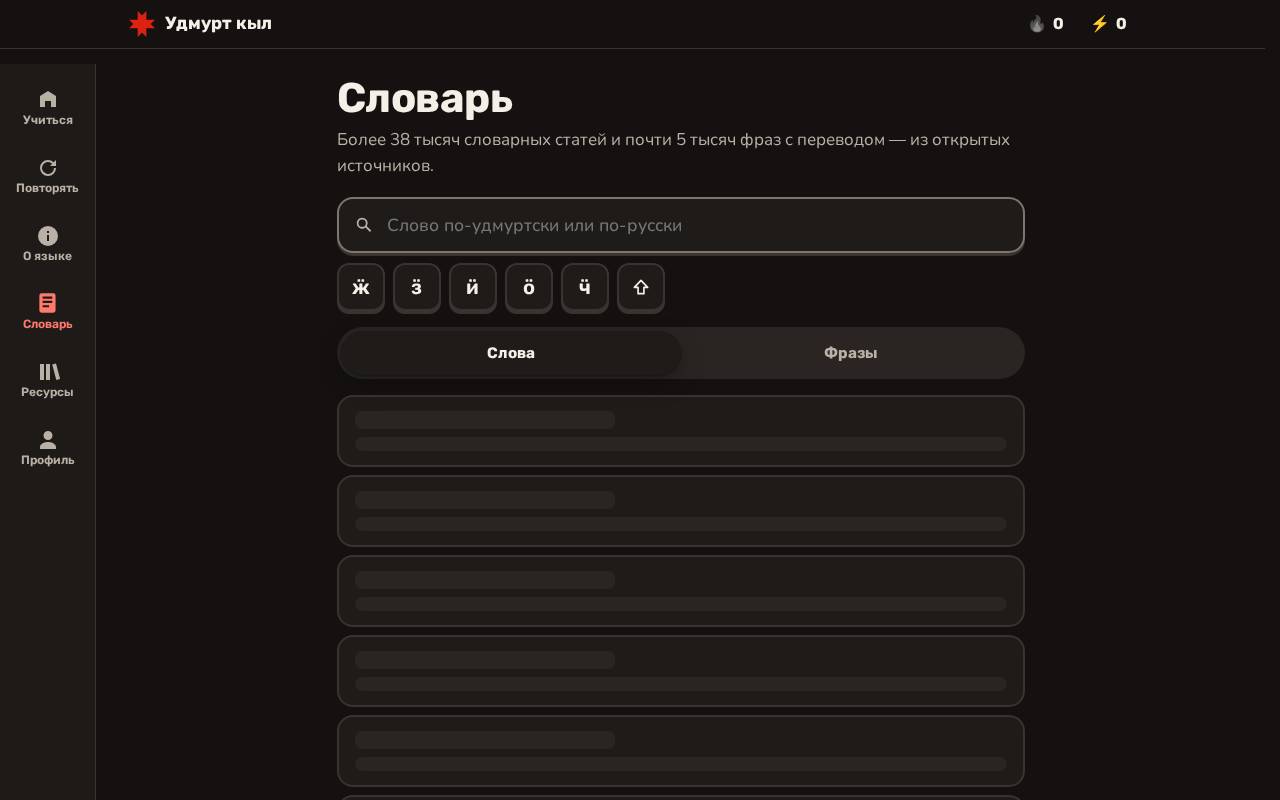 Удмурт кыл
0
0
Учиться
Повторять
О языке
Словарь
Ресурсы
Профиль
Словарь
Более 38 тысяч словарных статей и почти 5 тысяч фраз с переводом — из открытых
источников.
Слово по-удмуртски или по-русски
ӝ ӟ ӥ ӧ ӵ
Слова
Фразы